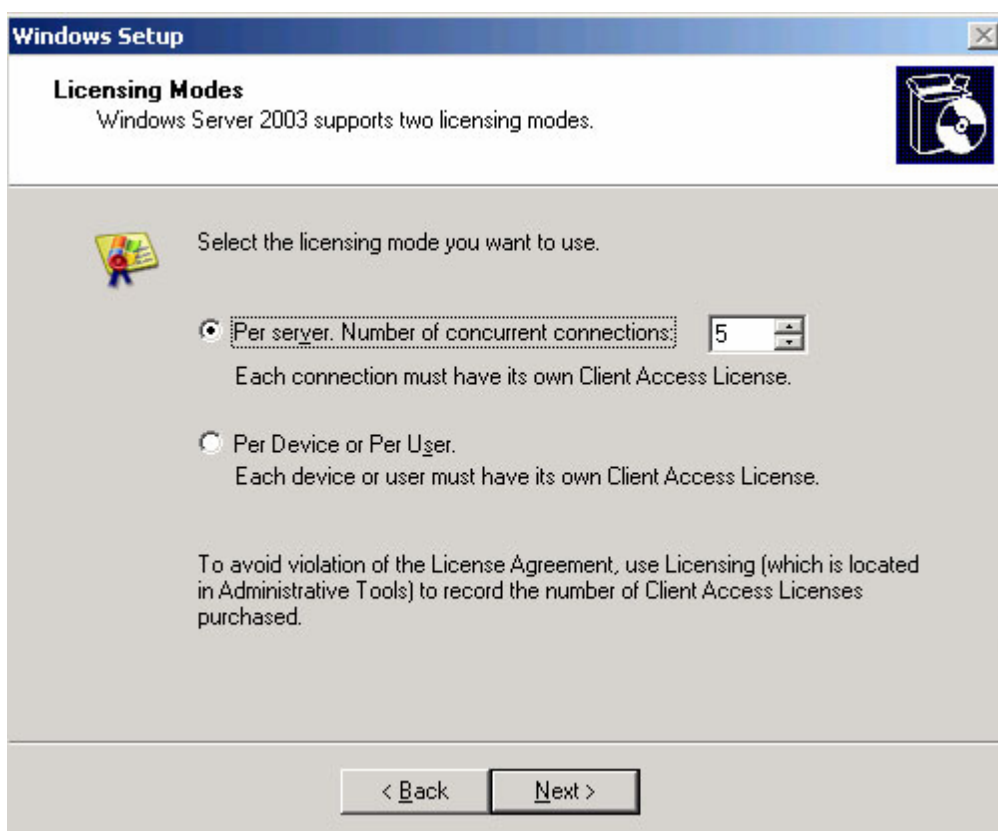 Windows Setup
Licensing Modes
Windows Server 2003 supports two licensing modes.
Select the licensing mode you want to use.
Per server. Number of concurrent connections: 5
Each connection must have its own Client Access License.
Per Device or Per User.
Each device or user must have its own Client Access License.
To avoid violation of the License Agreement, use Licensing (which is located
in Administrative Tools) to record the number of Client Access Licenses
purchased.
< Back Next >